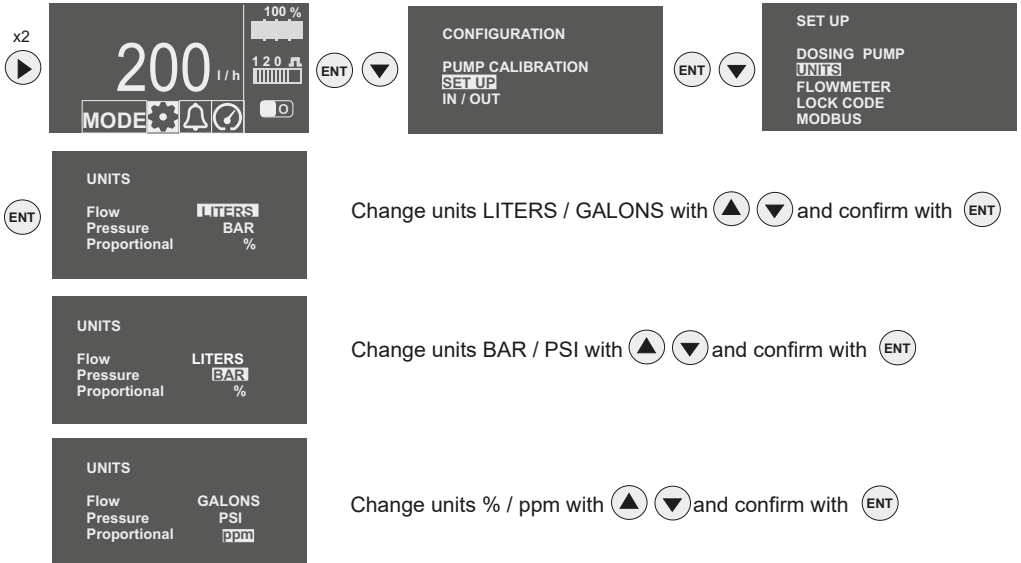 x2
200 l / h
100 %
120
MODE
O
ENT
CONFIGURATION
PUMP CALIBRATION
SET UP
IN / OUT
ENT
SET UP
DOSING PUMP
UNITS
FLOWMETER
LOCK CODE
MODBUS
ENT
UNITS
Flow LITERS
Pressure BAR
Proportional %
Change units LITERS / GALONS with and confirm with ENT
UNITS
Flow LITERS
Pressure BAR
Proportional %
Change units BAR / PSI with and confirm with ENT
UNITS
Flow GALONS
Pressure PSI
Proportional ppm
Change units % / ppm with and confirm with ENT